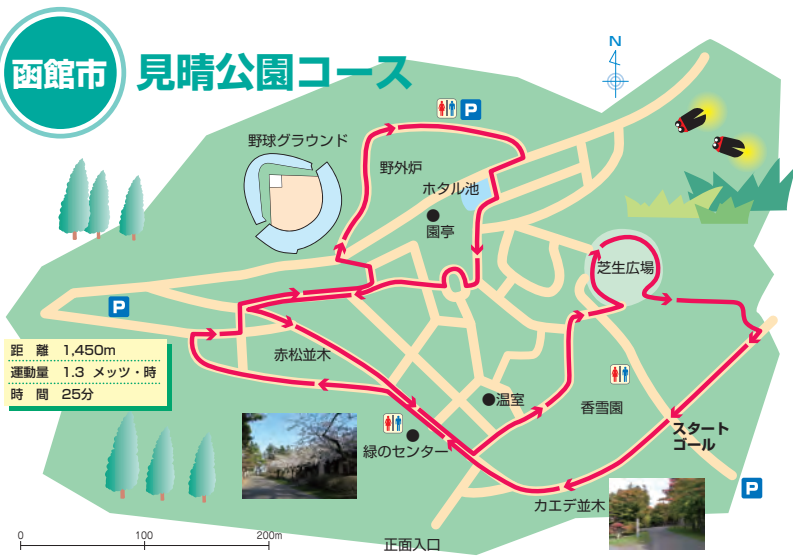 函館市 見晴公園コース
N
P
野球グラウンド
野外炉
ホタル池
園亭
芝生広場
P
距　離　1,450m
運動量　1.3 メッツ・時
時　間　25分
赤松並木
温室
香雪園
緑のセンター
スタート
ゴール
P
カエデ並木
正面入口
0 100 200m